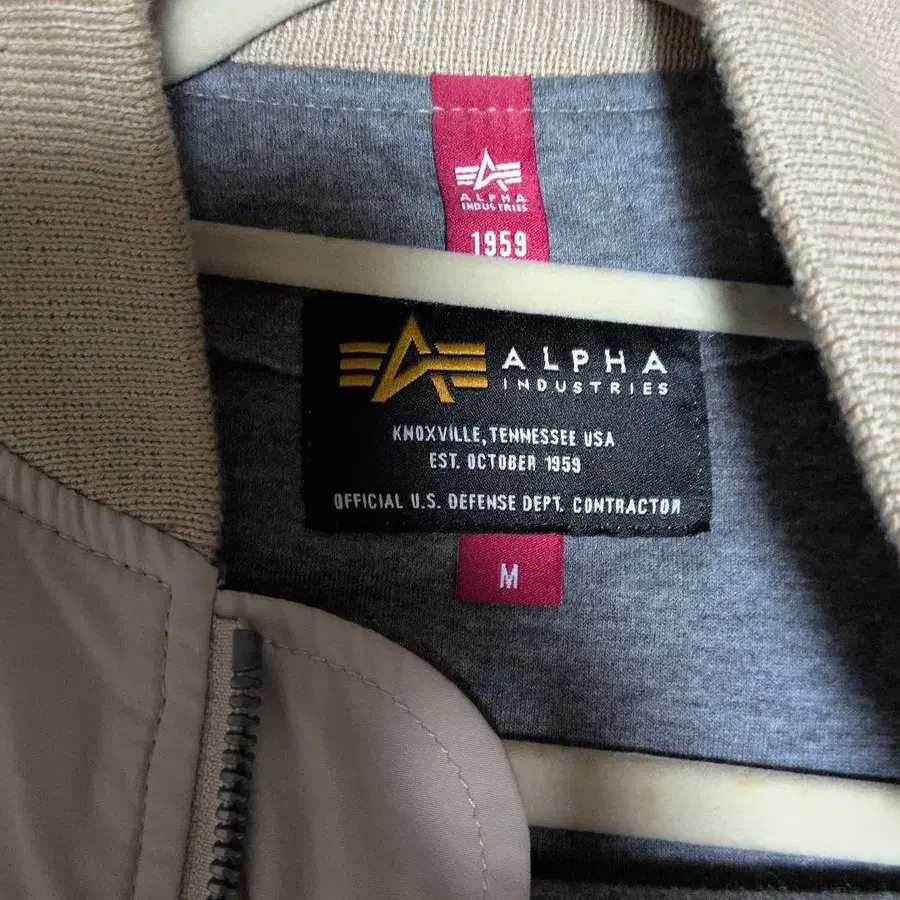 ALPHA
INDUSTRIES
1959
ALPHA
INDUSTRIES
KNOXVILLE, TENNESSEE USA
EST. OCTOBER 1959
OFFICIAL U.S. DEFENSE DEPT. CONTRACTOR
M